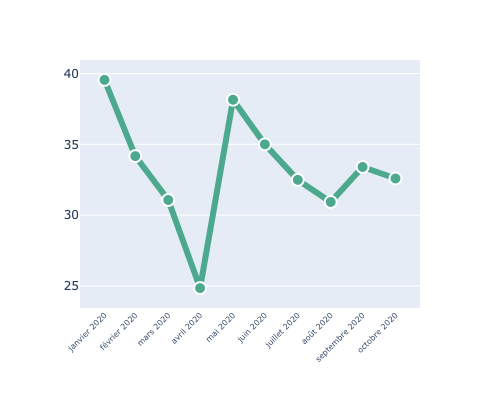 40
35
30
25
janvier 2020
février 2020
mars 2020
avril 2020
mai 2020
juin 2020
juillet 2020
août 2020
septembre 2020
octobre 2020